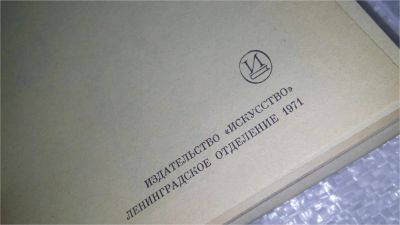 И
ИЗДАТЕЛЬСТВО «ИСКУССТВО»
ЛЕНИНГРАДСКОЕ ОТДЕЛЕНИЕ 1971